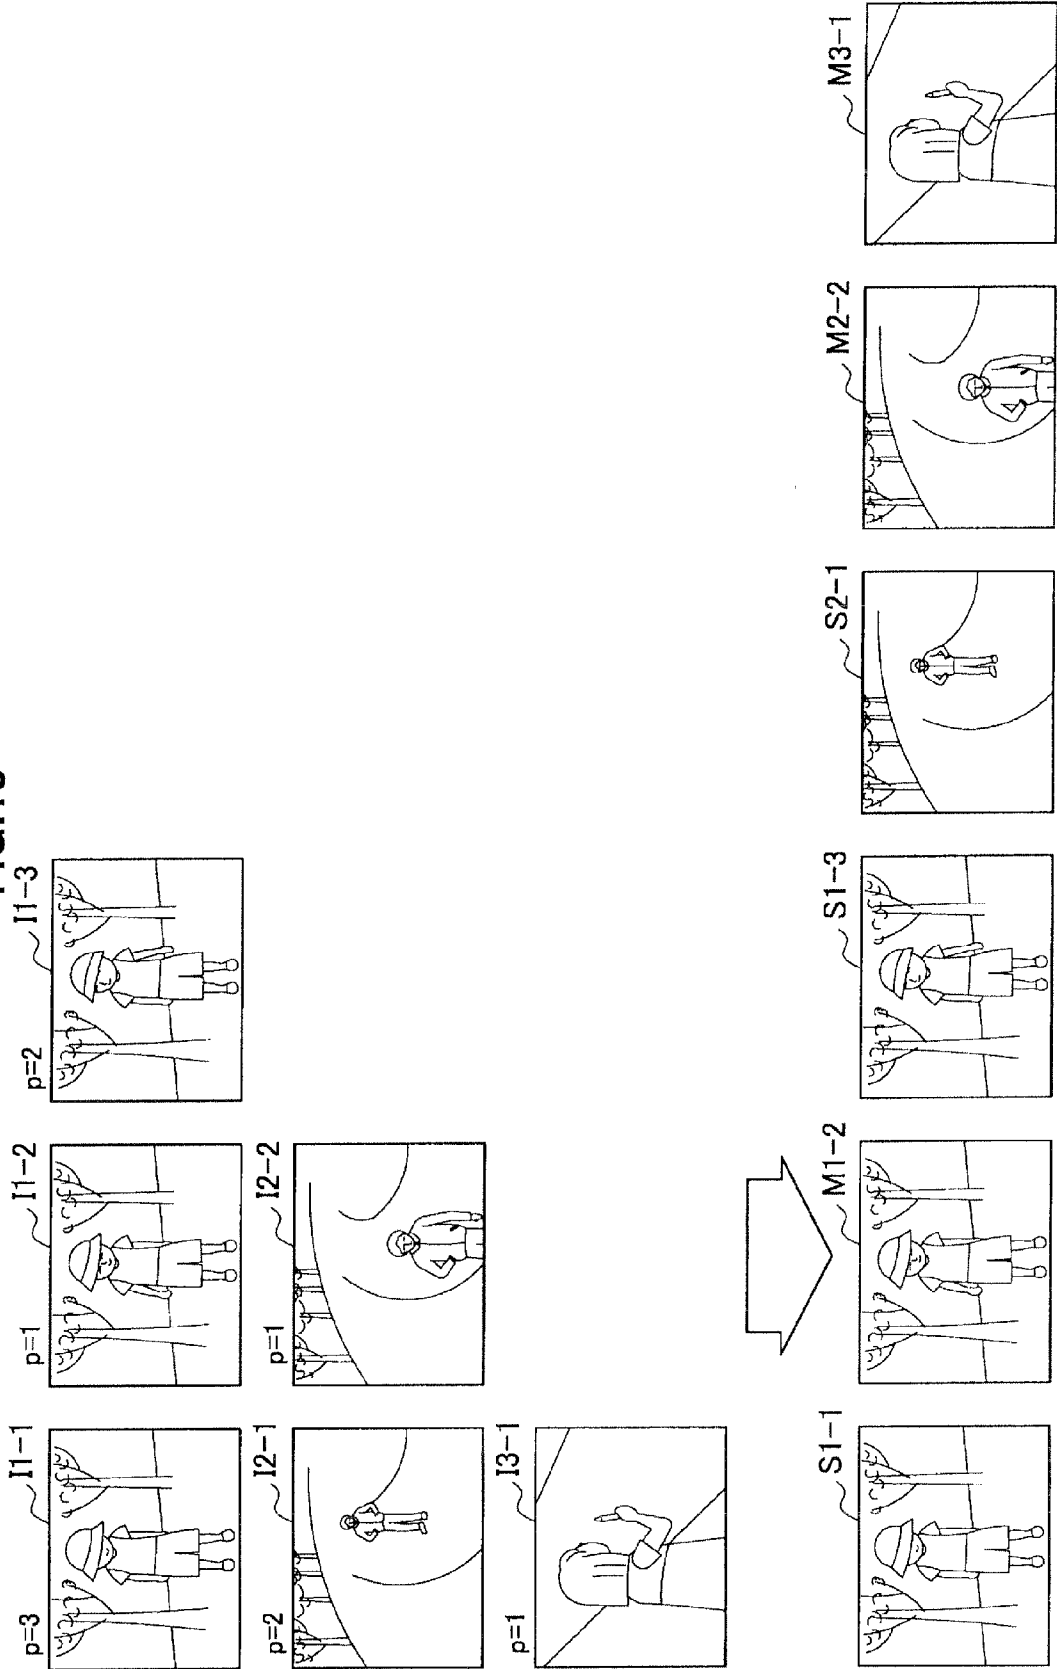 p=3 I1-1 p=1 I1-2 p=2 I1-3
p=2 I2-1 p=1 I2-2
p=1 I3-1
S1-1 M1-2 S1-3 S2-1 M2-2 M3-1